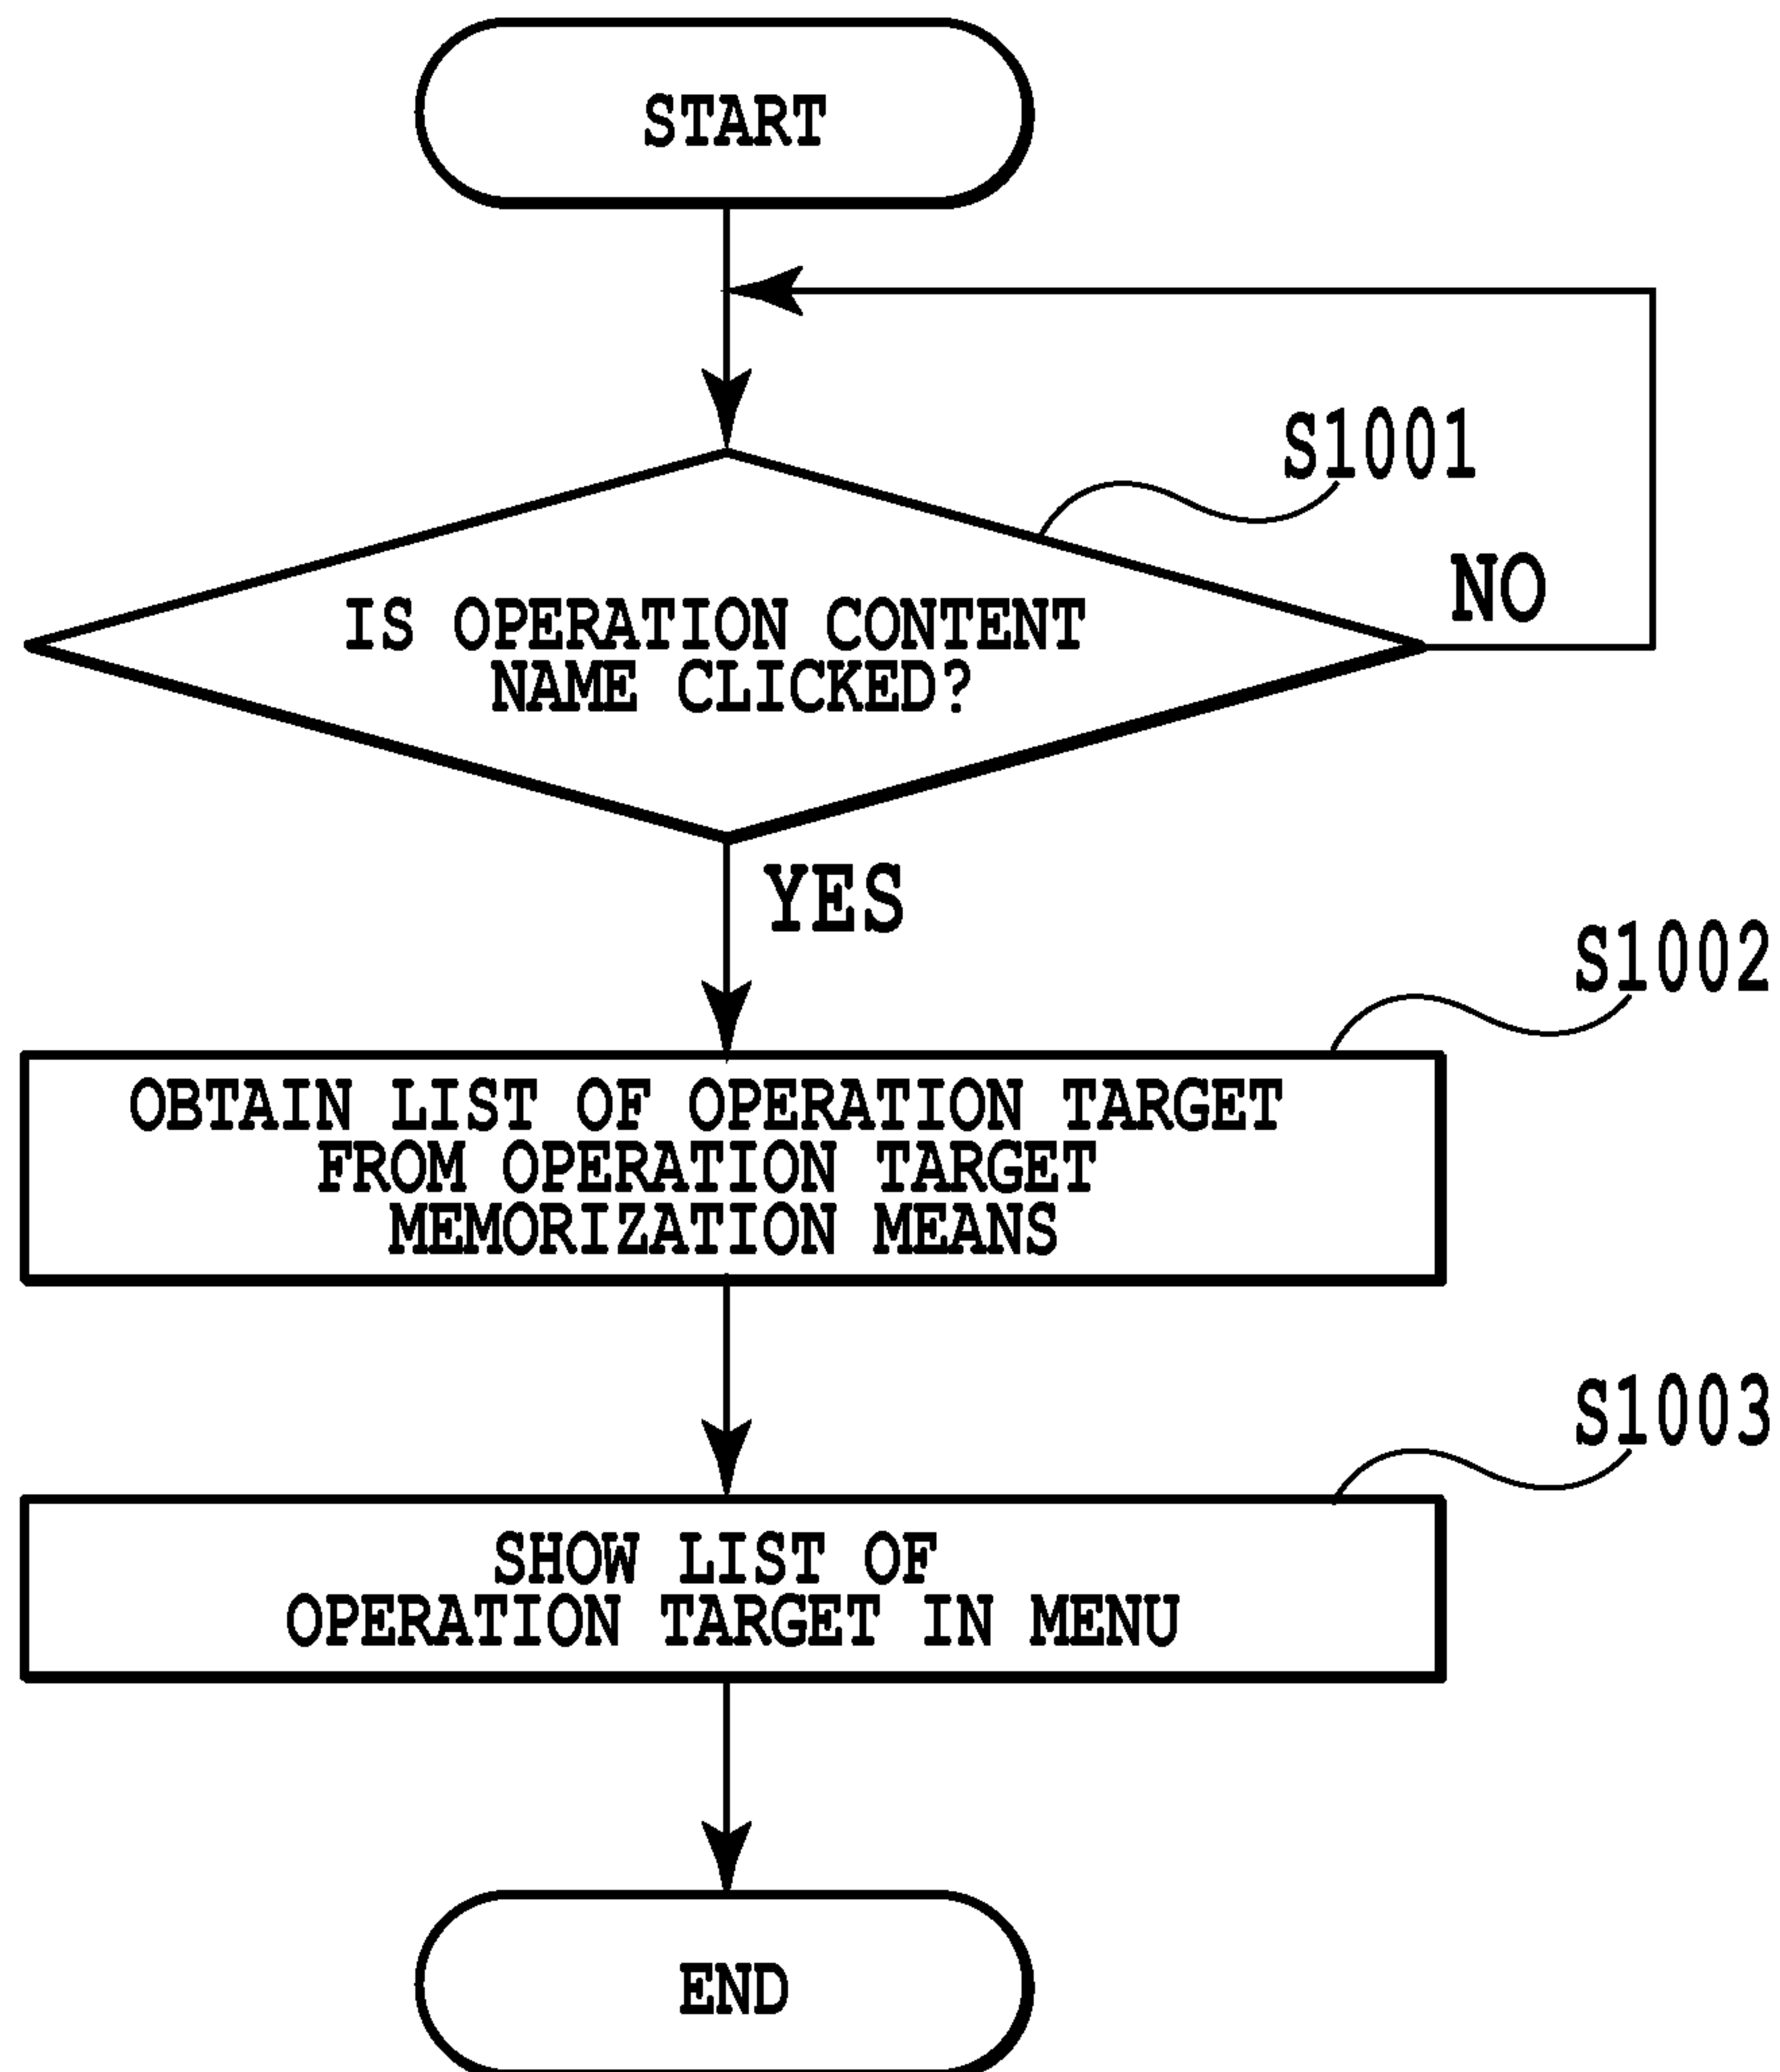 START
S1001
IS OPERATION CONTENT
NAME CLICKED?
NO
YES
S1002
OBTAIN LIST OF OPERATION TARGET
FROM OPERATION TARGET
MEMORIZATION MEANS
S1003
SHOW LIST OF
OPERATION TARGET IN MENU
END